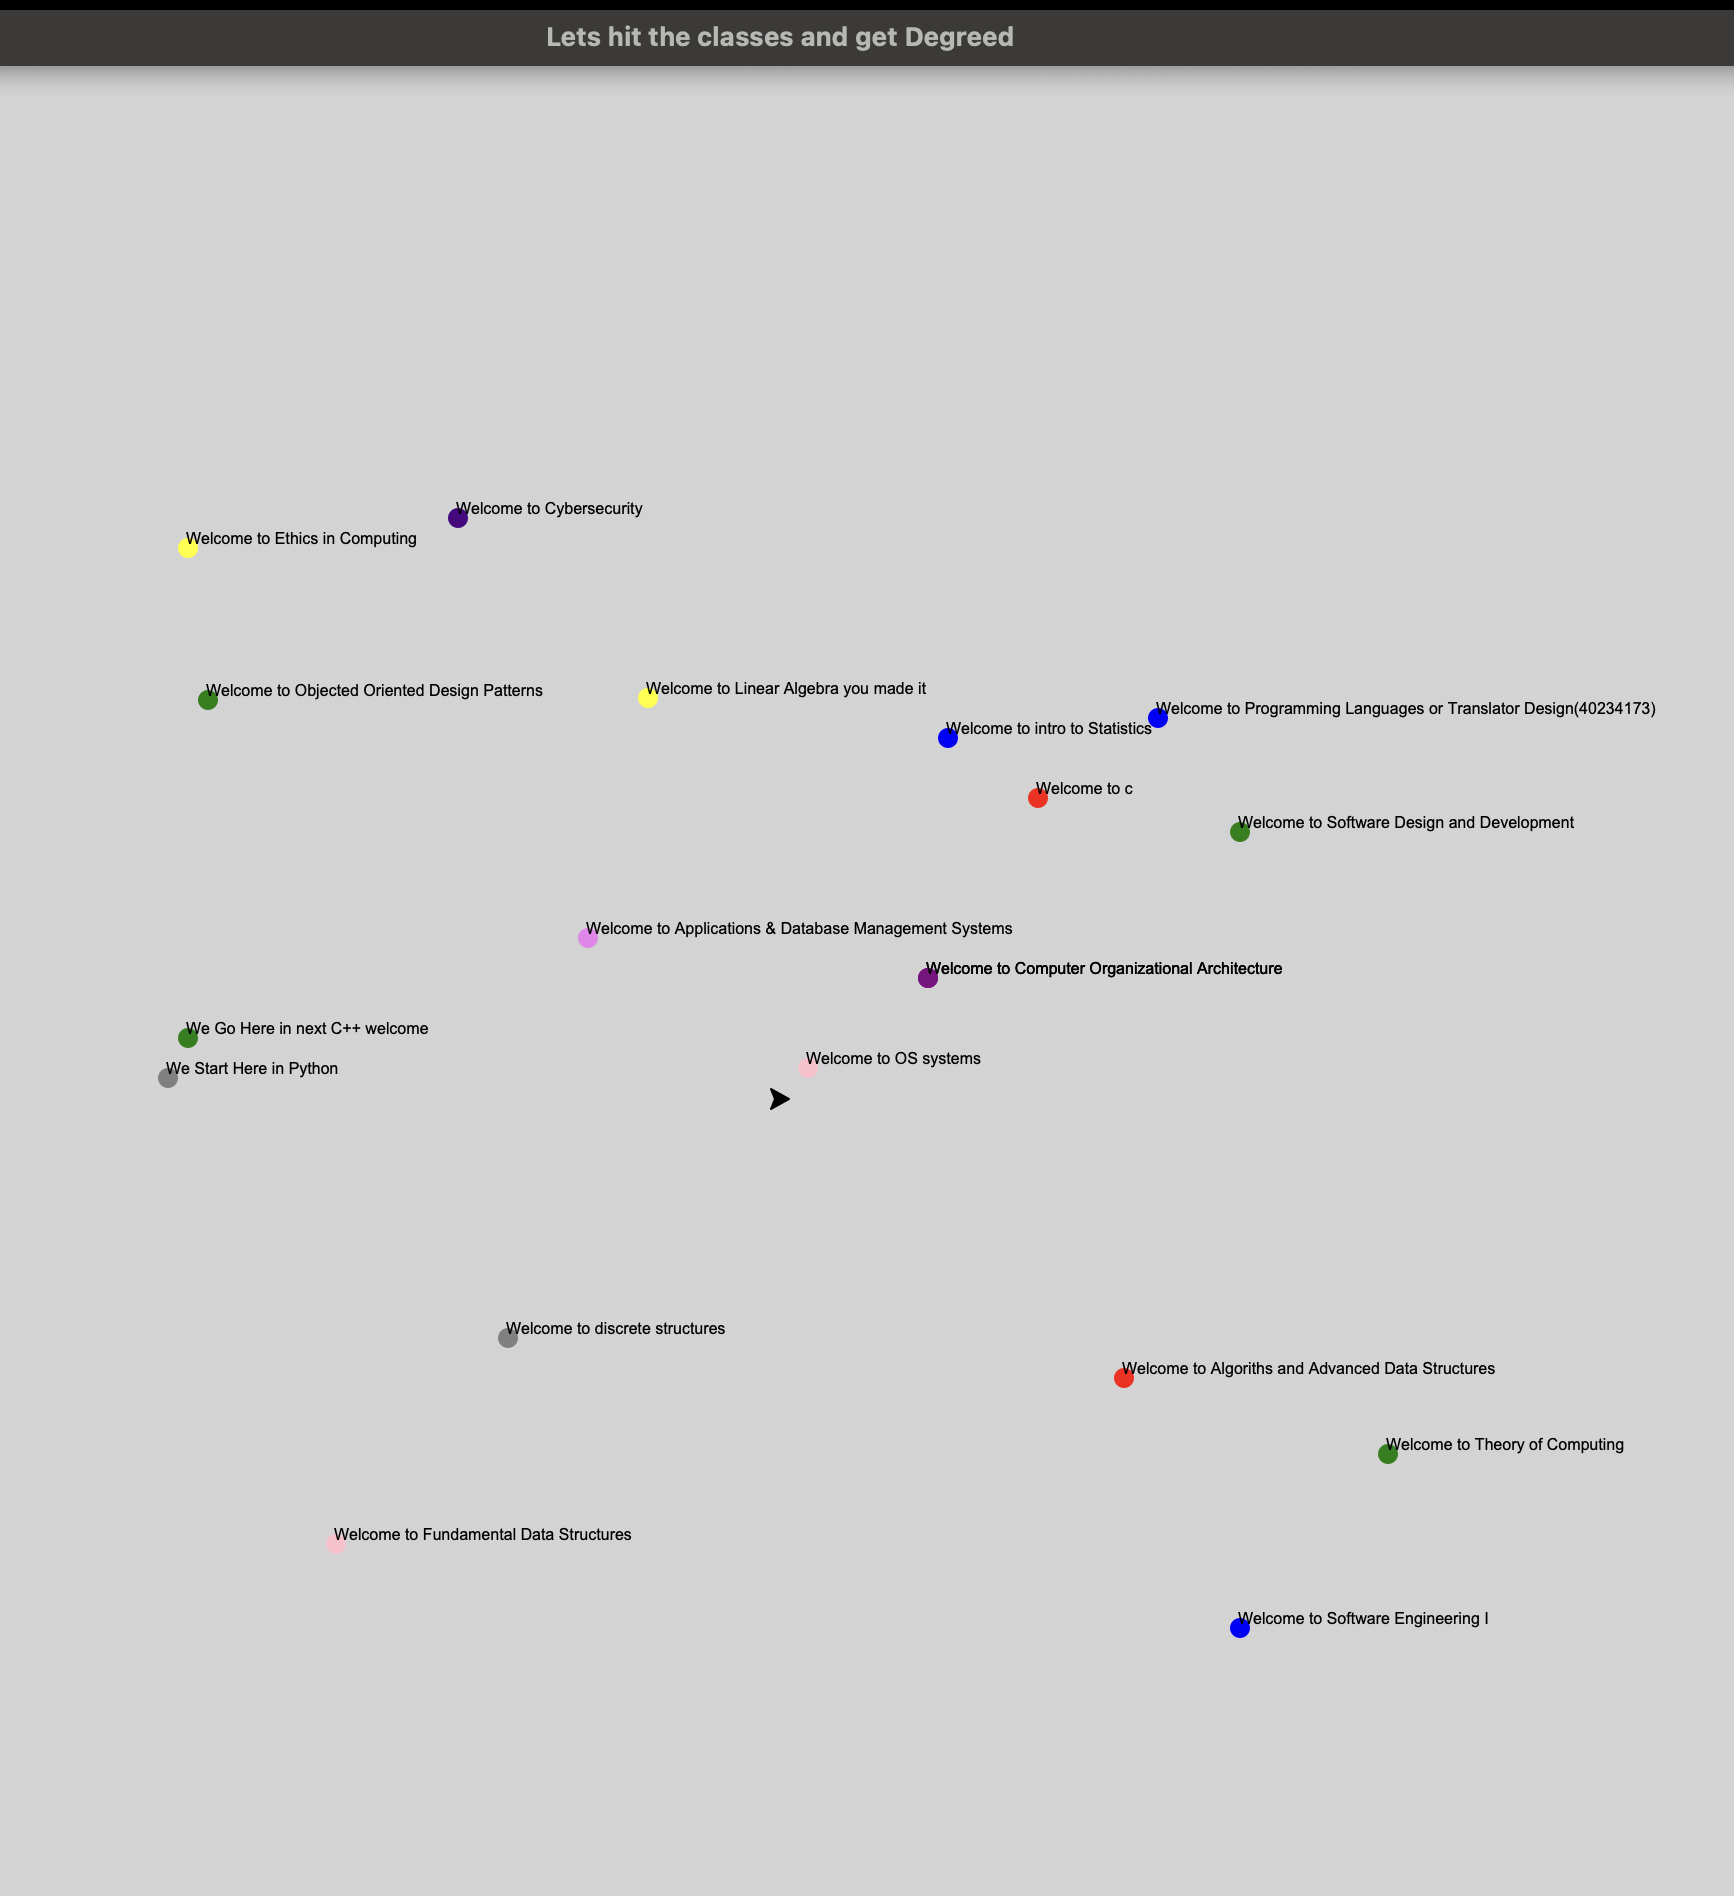 Lets hit the classes and get Degreed
Welcome to Cybersecurity
Welcome to Ethics in Computing
Welcome to Objected Oriented Design Patterns
Welcome to Linear Algebra you made it
Welcome to Programming Languages or Translator Design(40234173)
Welcome to intro to Statistics
Welcome to c
Welcome to Software Design and Development
Welcome to Applications & Database Management Systems
Welcome to Computer Organizational Architecture
We Go Here in next C++ welcome
Welcome to OS systems
We Start Here in Python
Welcome to discrete structures
Welcome to Algoriths and Advanced Data Structures
Welcome to Theory of Computing
Welcome to Fundamental Data Structures
Welcome to Software Engineering I